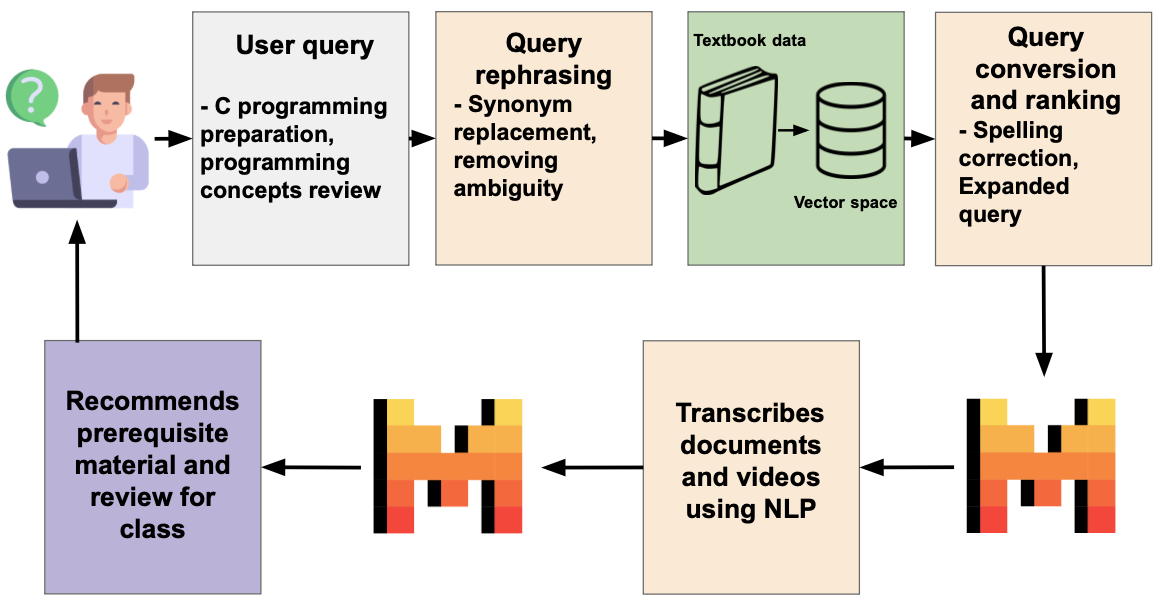 User query
- C programming
preparation,
programming
concepts review
Query
rephrasing
- Synonym
replacement,
removing
ambiguity
Textbook data
Vector space
Query
conversion
and ranking
- Spelling
correction,
Expanded
query
Transcribes
documents
and videos
using NLP
Recommends
prerequisite
material and
review for
class